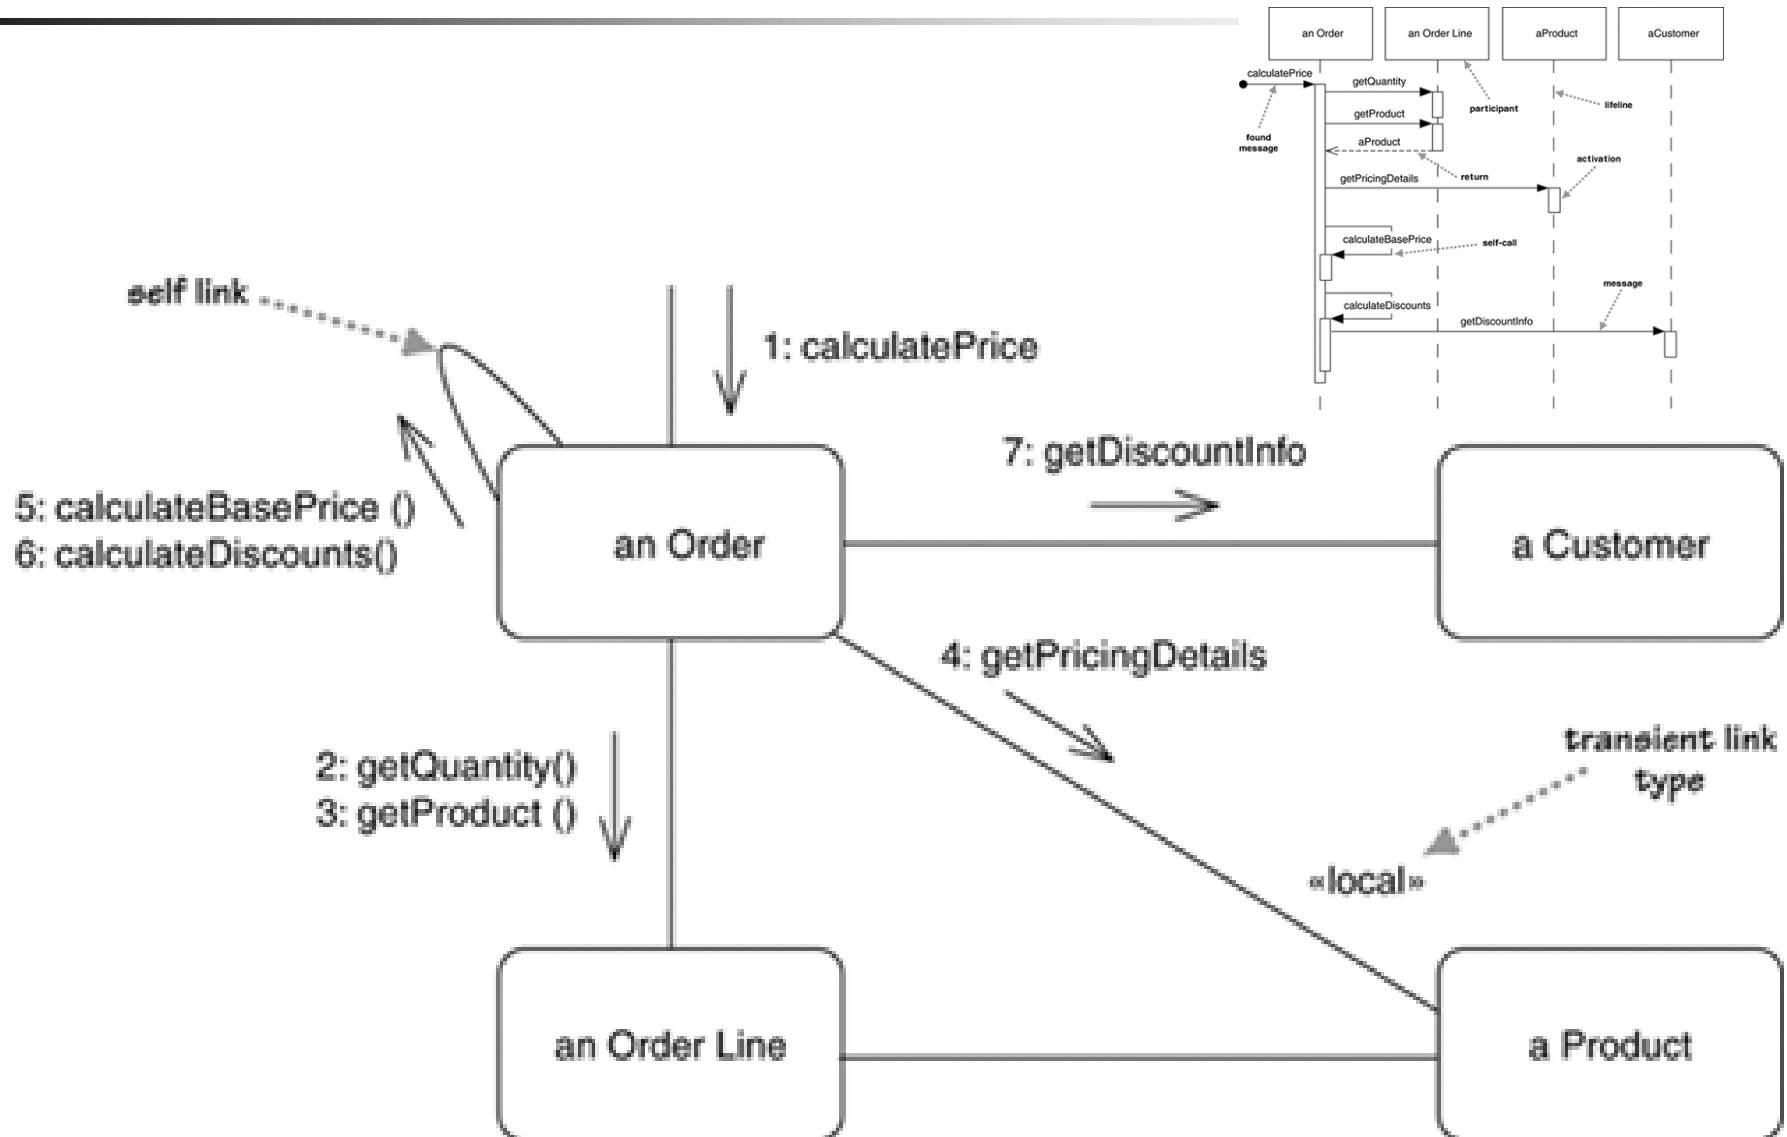 an Order
an Order Line
aProduct
aCustomer
calculatePrice
getQuantity
participant
lifeline
getProduct
found
message
aProduct
return
activation
getPricingDetails
calculateBasePrice
self-call
calculateDiscounts
message
getDiscountInfo
self link
1: calculatePrice
7: getDiscountInfo
5: calculateBasePrice ()
6: calculateDiscounts()
an Order
a Customer
4: getPricingDetails
2: getQuantity()
3: getProduct ()
transient link
type
«local»
an Order Line
a Product